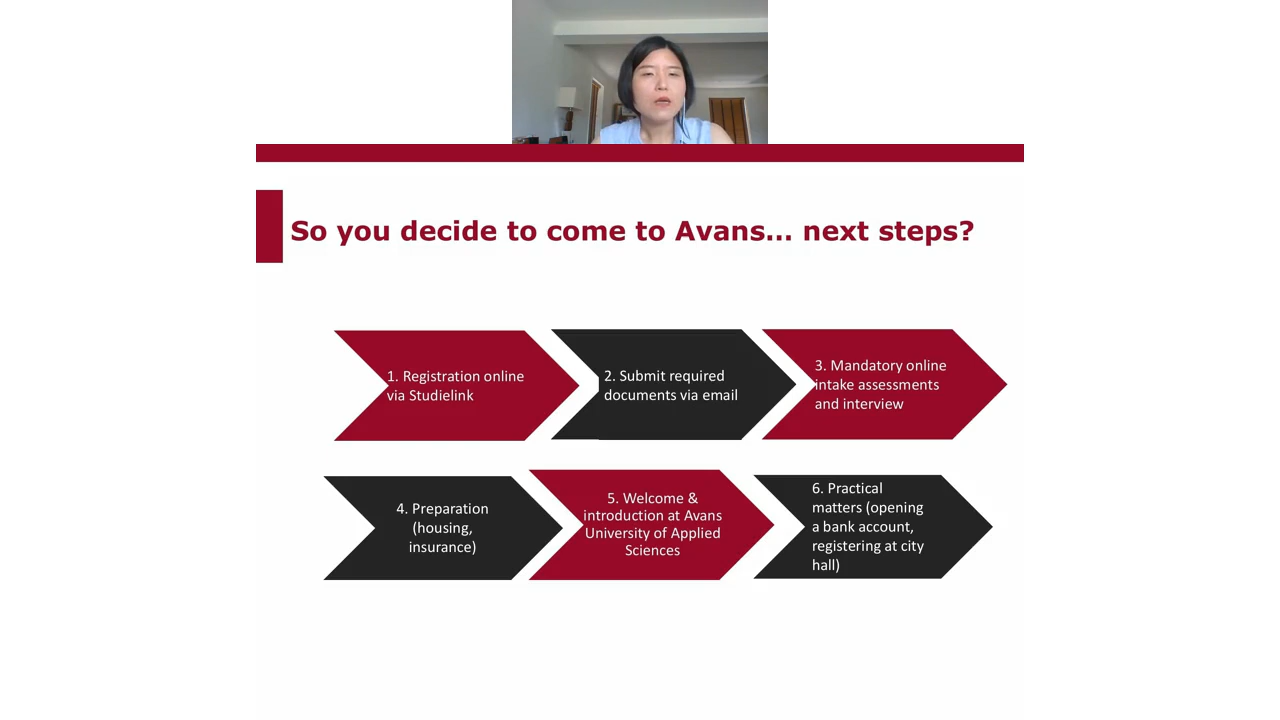 So you decide to come to Avans... next steps?
1. Registration online
via Studielink
2. Submit required
documents via email
3. Mandatory online
intake assessments
and interview
4. Preparation
(housing,
insurance)
5. Welcome &
introduction at Avans
University of Applied
Sciences
6. Practical
matters (opening
a bank account,
registering at city
hall)